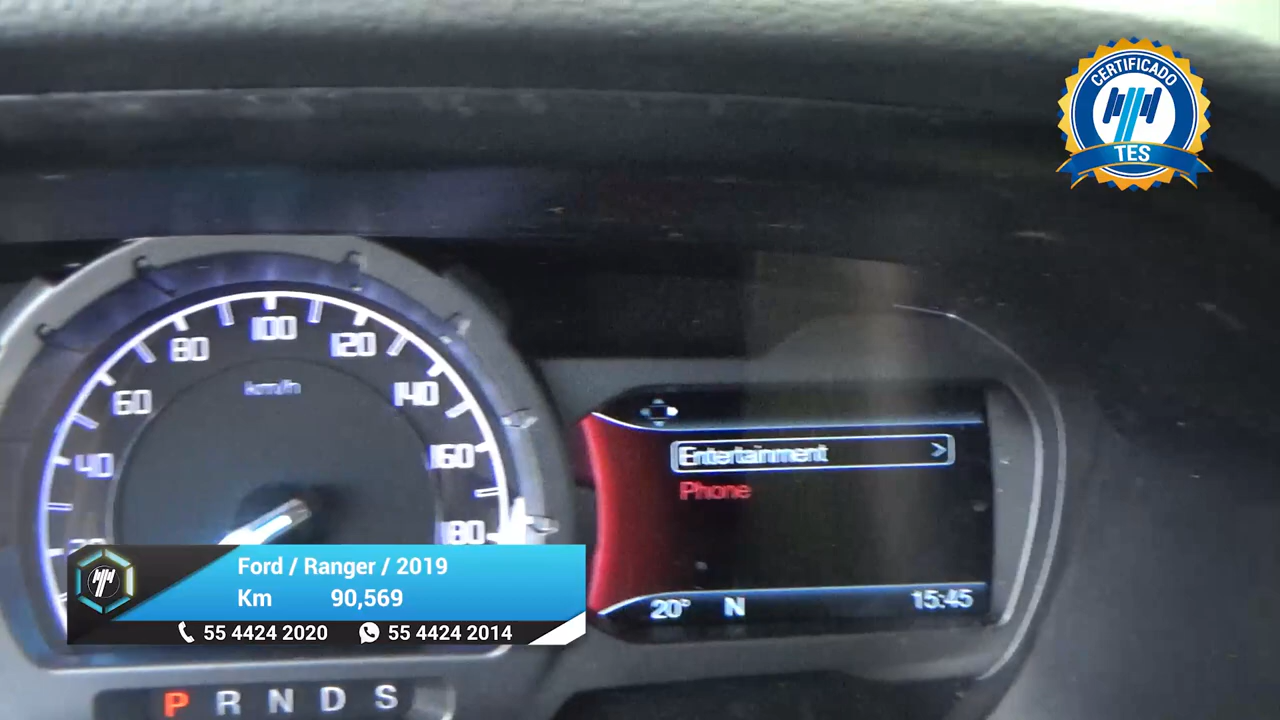 CERTIFICADO
TES
20
40
60
80
100
120
140
160
180
km/h
Entertainment >
Phone
20° N 15:45
Ford / Ranger / 2019
Km 90,569
55 4424 2020 55 4424 2014
P R N D S